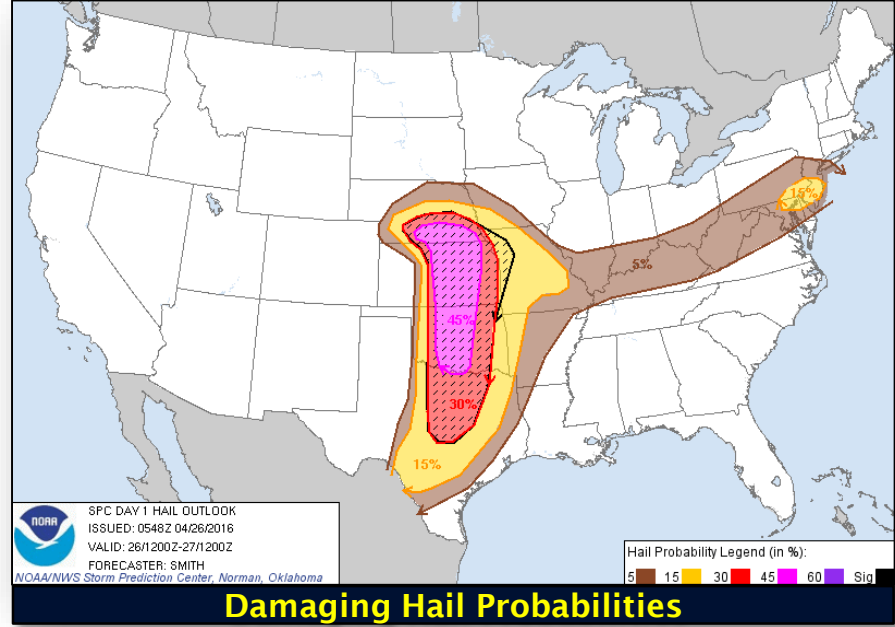 15%
5%
45%
30%
15%
NOAA
SPC DAY 1 HAIL OUTLOOK
ISSUED: 0548Z 04/26/2016
VALID: 26/1200Z-27/1200Z
FORECASTER: SMITH
NOAA/NWS Storm Prediction Center, Norman, Oklahoma
Hail Probability Legend (in %):
5 15 30 45 60 Sig
Damaging Hail Probabilities